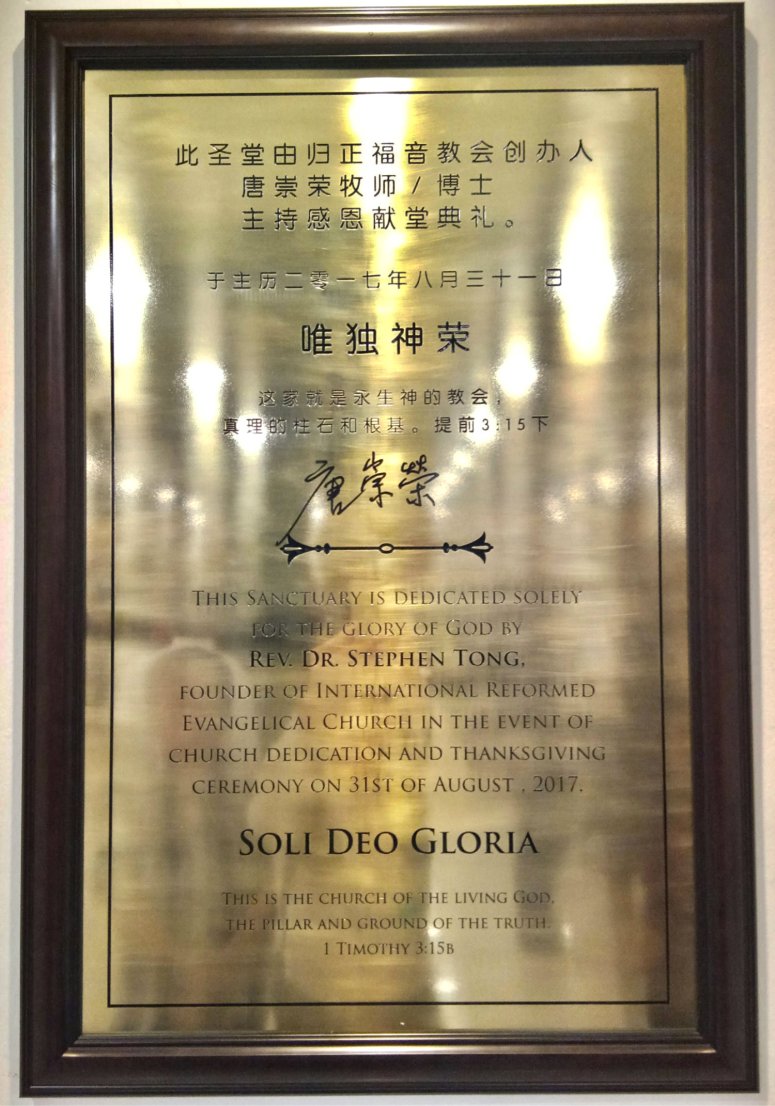 此圣堂由归正福音教会创办人
唐崇荣牧师/博士
主持感恩献堂典礼。
于主历二零一七年八月三十一日
唯独神荣
这家就是永生神的教会，
真理的柱石和根基。提前3:15下
唐崇榮
THIS SANCTUARY IS DEDICATED SOLELY
FOR THE GLORY OF GOD BY
REV. DR. STEPHEN TONG,
FOUNDER OF INTERNATIONAL REFORMED
EVANGELICAL CHURCH IN THE EVENT OF
CHURCH DEDICATION AND THANKSGIVING
CEREMONY ON 31ST OF AUGUST , 2017.
SOLI DEO GLORIA
THIS IS THE CHURCH OF THE LIVING GOD,
THE PILLAR AND GROUND OF THE TRUTH.
1 TIMOTHY 3:15B